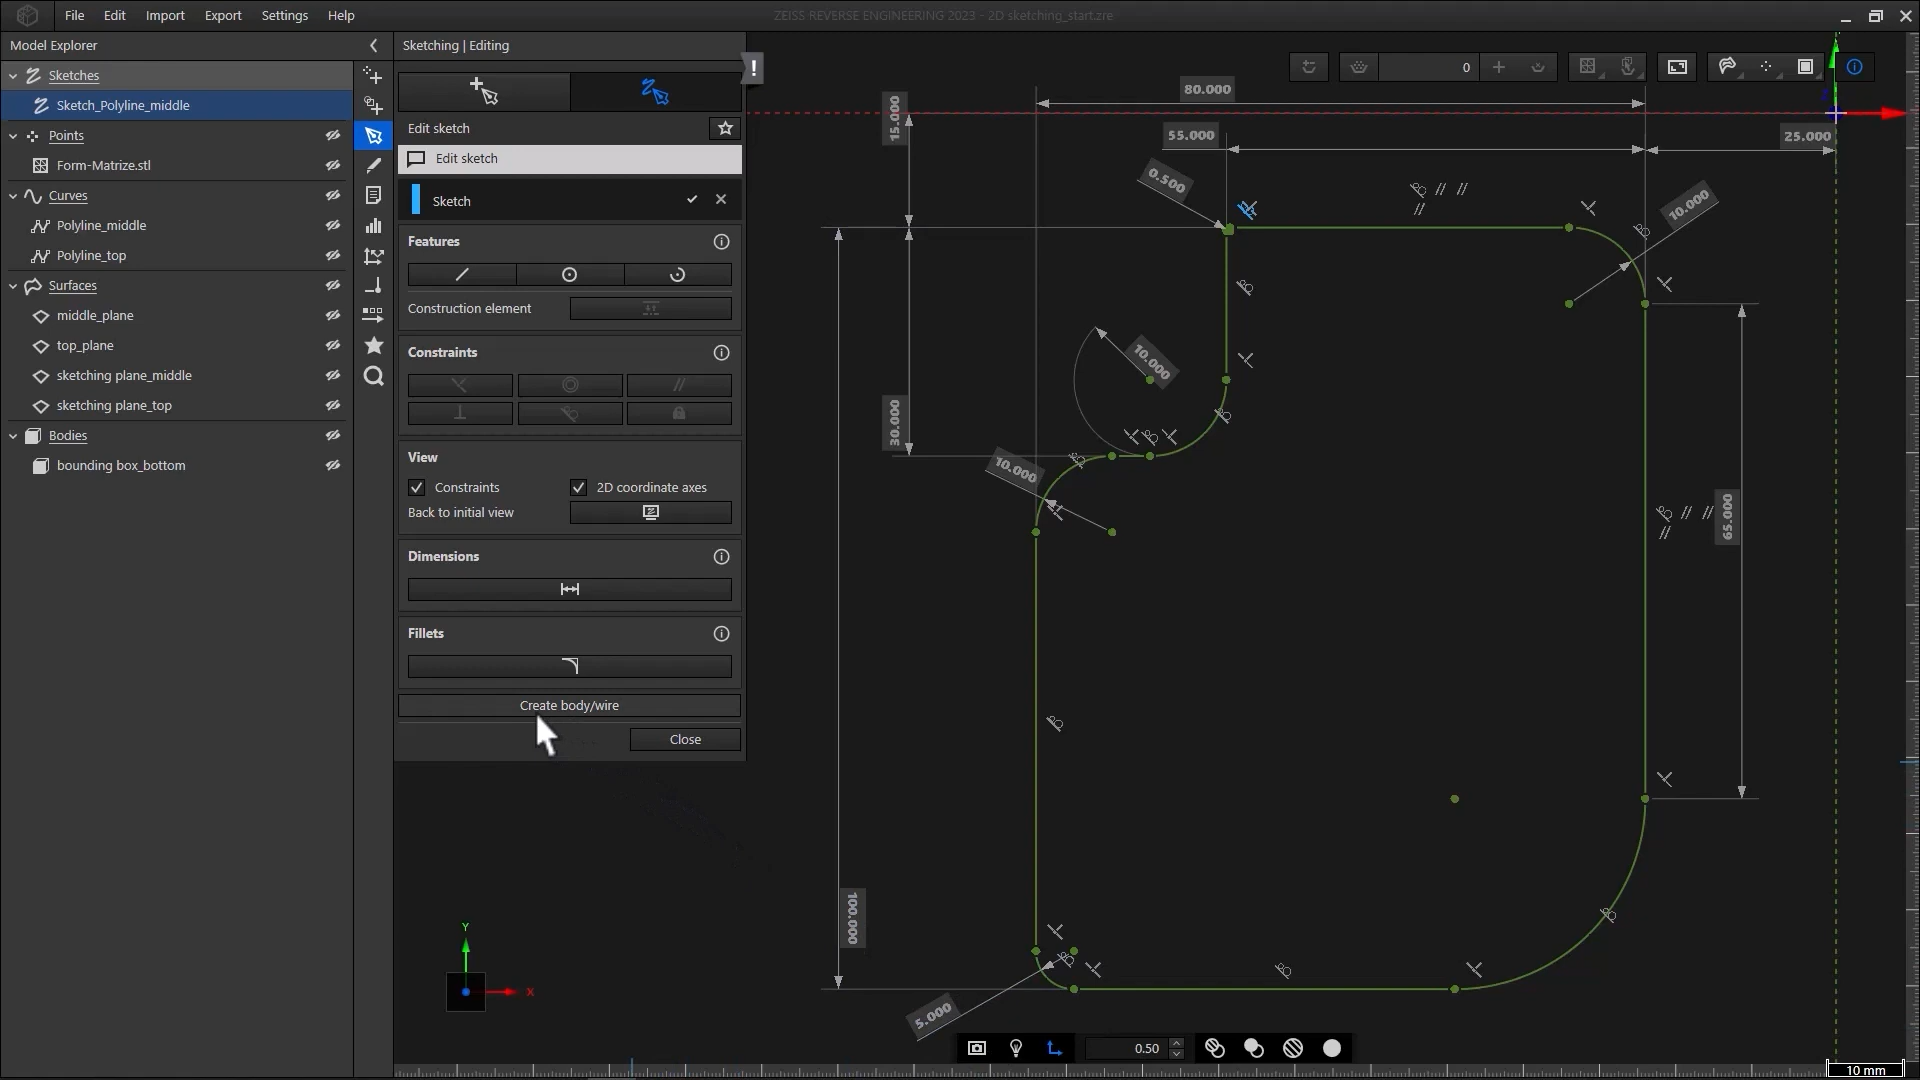 File Edit Import Export Settings Help
ZEISS REVERSE ENGINEERING 2023 - 2D sketching_start.zre
Model Explorer
Sketches
Sketch_Polyline_middle
Points
Form-Matrize.stl
Curves
Polyline_middle
Polyline_top
Surfaces
middle_plane
top_plane
sketching plane_middle
sketching plane_top
Bodies
bounding box_bottom
Sketching | Editing
!
Edit sketch
Edit sketch
Sketch
Features
Construction element
Constraints
View
Constraints
2D coordinate axes
Back to initial view
Dimensions
Fillets
Create body/wire
Close
0
80.000
15.000
55.000
25.000
0.500
10.000
10.000
30.000
10.000
65.000
100.000
5.000
Y
X
0.50
10 mm